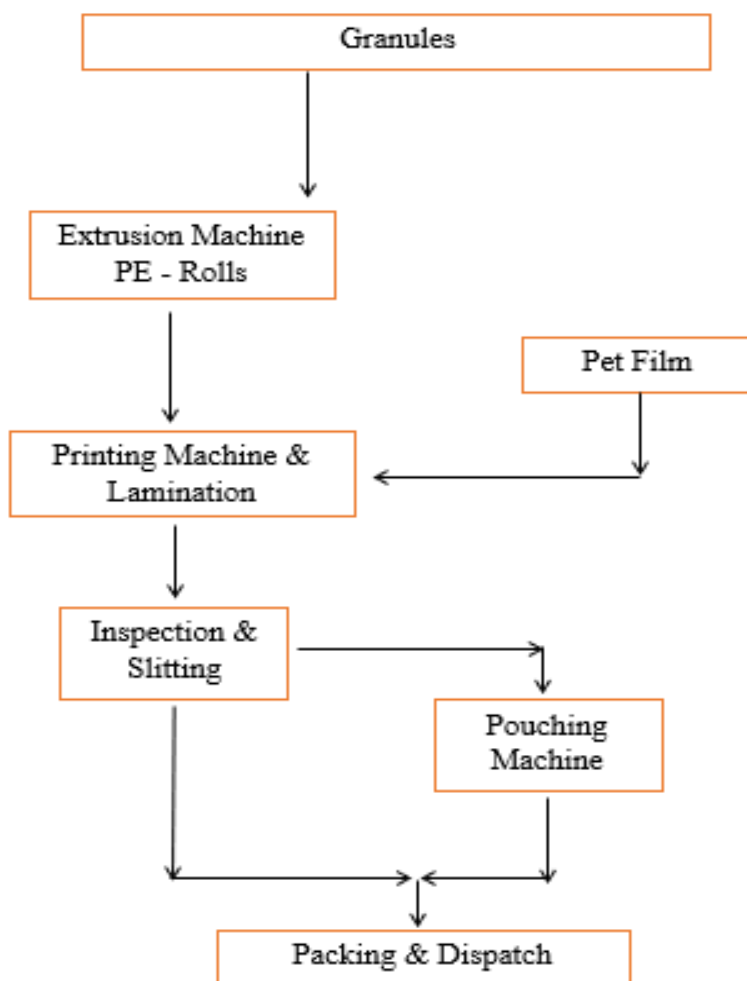 Granules
Extrusion Machine
PE - Rolls
Pet Film
Printing Machine &
Lamination
Inspection &
Slitting
Pouching
Machine
Packing & Dispatch